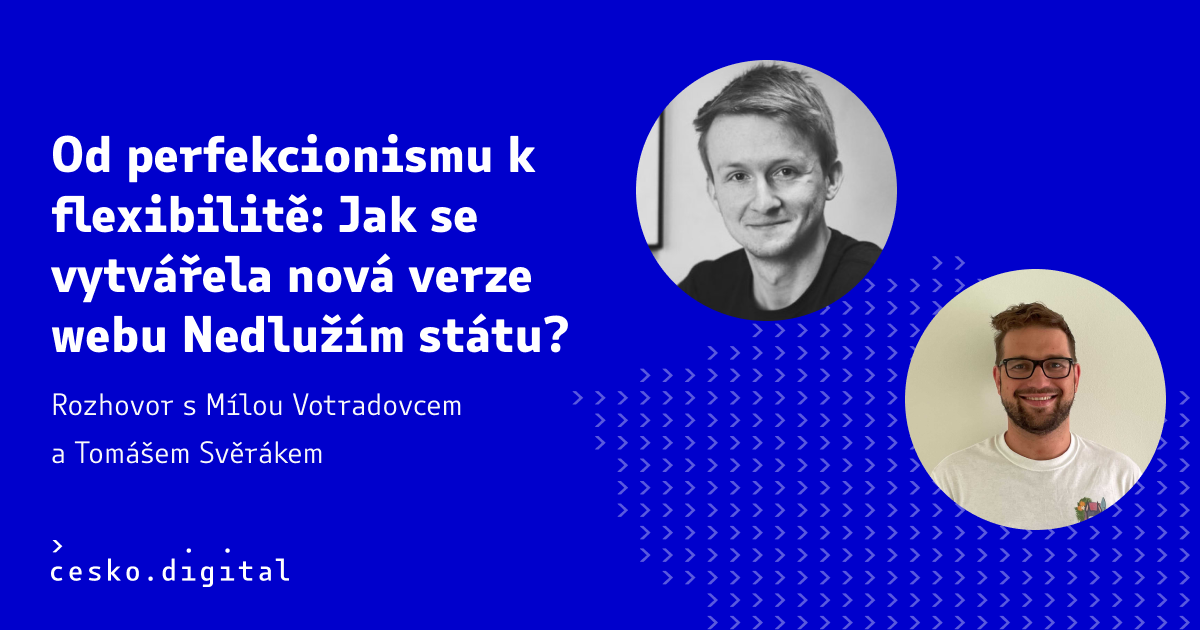 Od perfekcionismu k
flexibilitě: Jak se
vytvářela nová verze
webu Nedlužím státu?
Rozhovor s Mílou Votradovcem
a Tomášem Svěrákem
cesko.digital